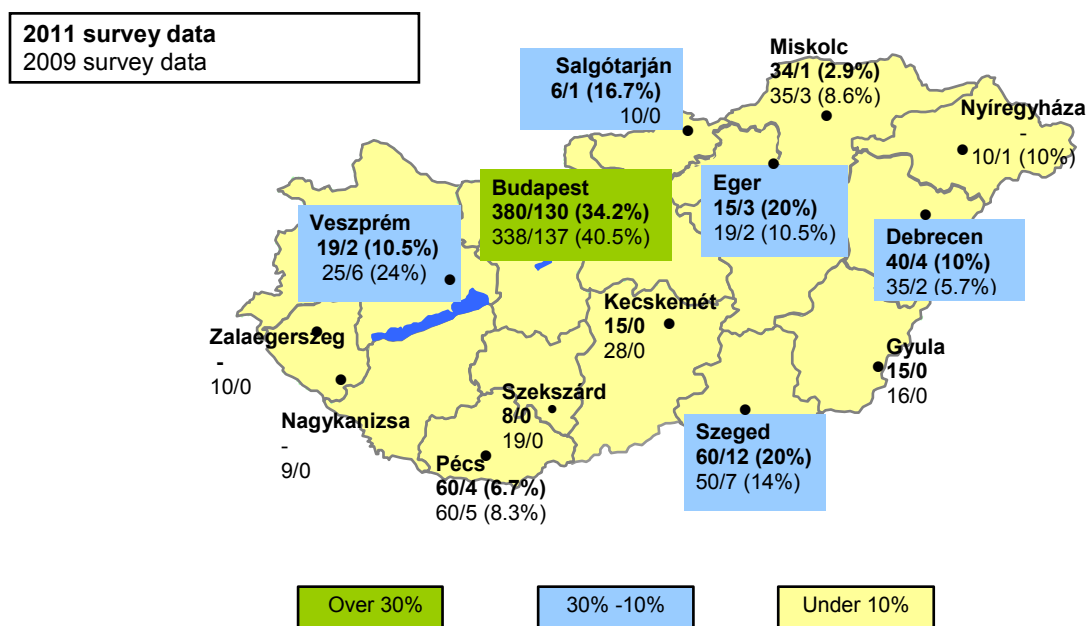 2011 survey data
2009 survey data
Miskolc
34/1 (2.9%)
35/3 (8.6%)
Salgótarján
6/1 (16.7%)
10/0
Nyíregyháza
-
10/1 (10%)
Budapest
380/130 (34.2%)
338/137 (40.5%)
Eger
15/3 (20%)
19/2 (10.5%)
Veszprém
19/2 (10.5%)
25/6 (24%)
Debrecen
40/4 (10%)
35/2 (5.7%)
Kecskemét
15/0
28/0
Zalaegerszeg
-
10/0
Gyula
15/0
16/0
Szekszárd
8/0
19/0
Nagykanizsa
-
9/0
Szeged
60/12 (20%)
50/7 (14%)
Pécs
60/4 (6.7%)
60/5 (8.3%)
Over 30%
30% -10%
Under 10%